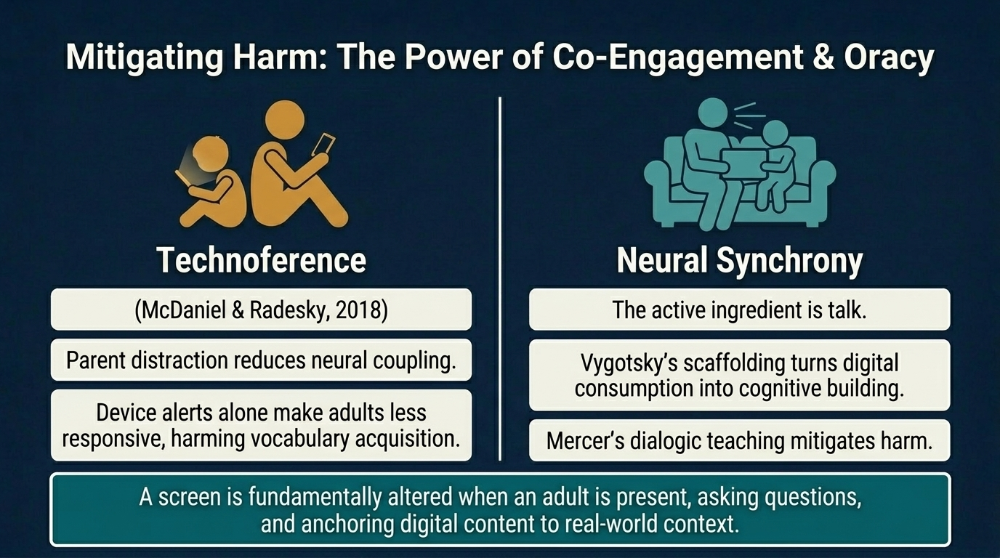 Mitigating Harm: The Power of Co-Engagement & Oracy
Technoference
(McDaniel & Radesky, 2018)
Parent distraction reduces neural coupling.
Device alerts alone make adults less
responsive, harming vocabulary acquisition.
Neural Synchrony
The active ingredient is talk.
Vygotsky’s scaffolding turns digital
consumption into cognitive building.
Mercer’s dialogic teaching mitigates harm.
A screen is fundamentally altered when an adult is present, asking questions,
and anchoring digital content to real-world context.